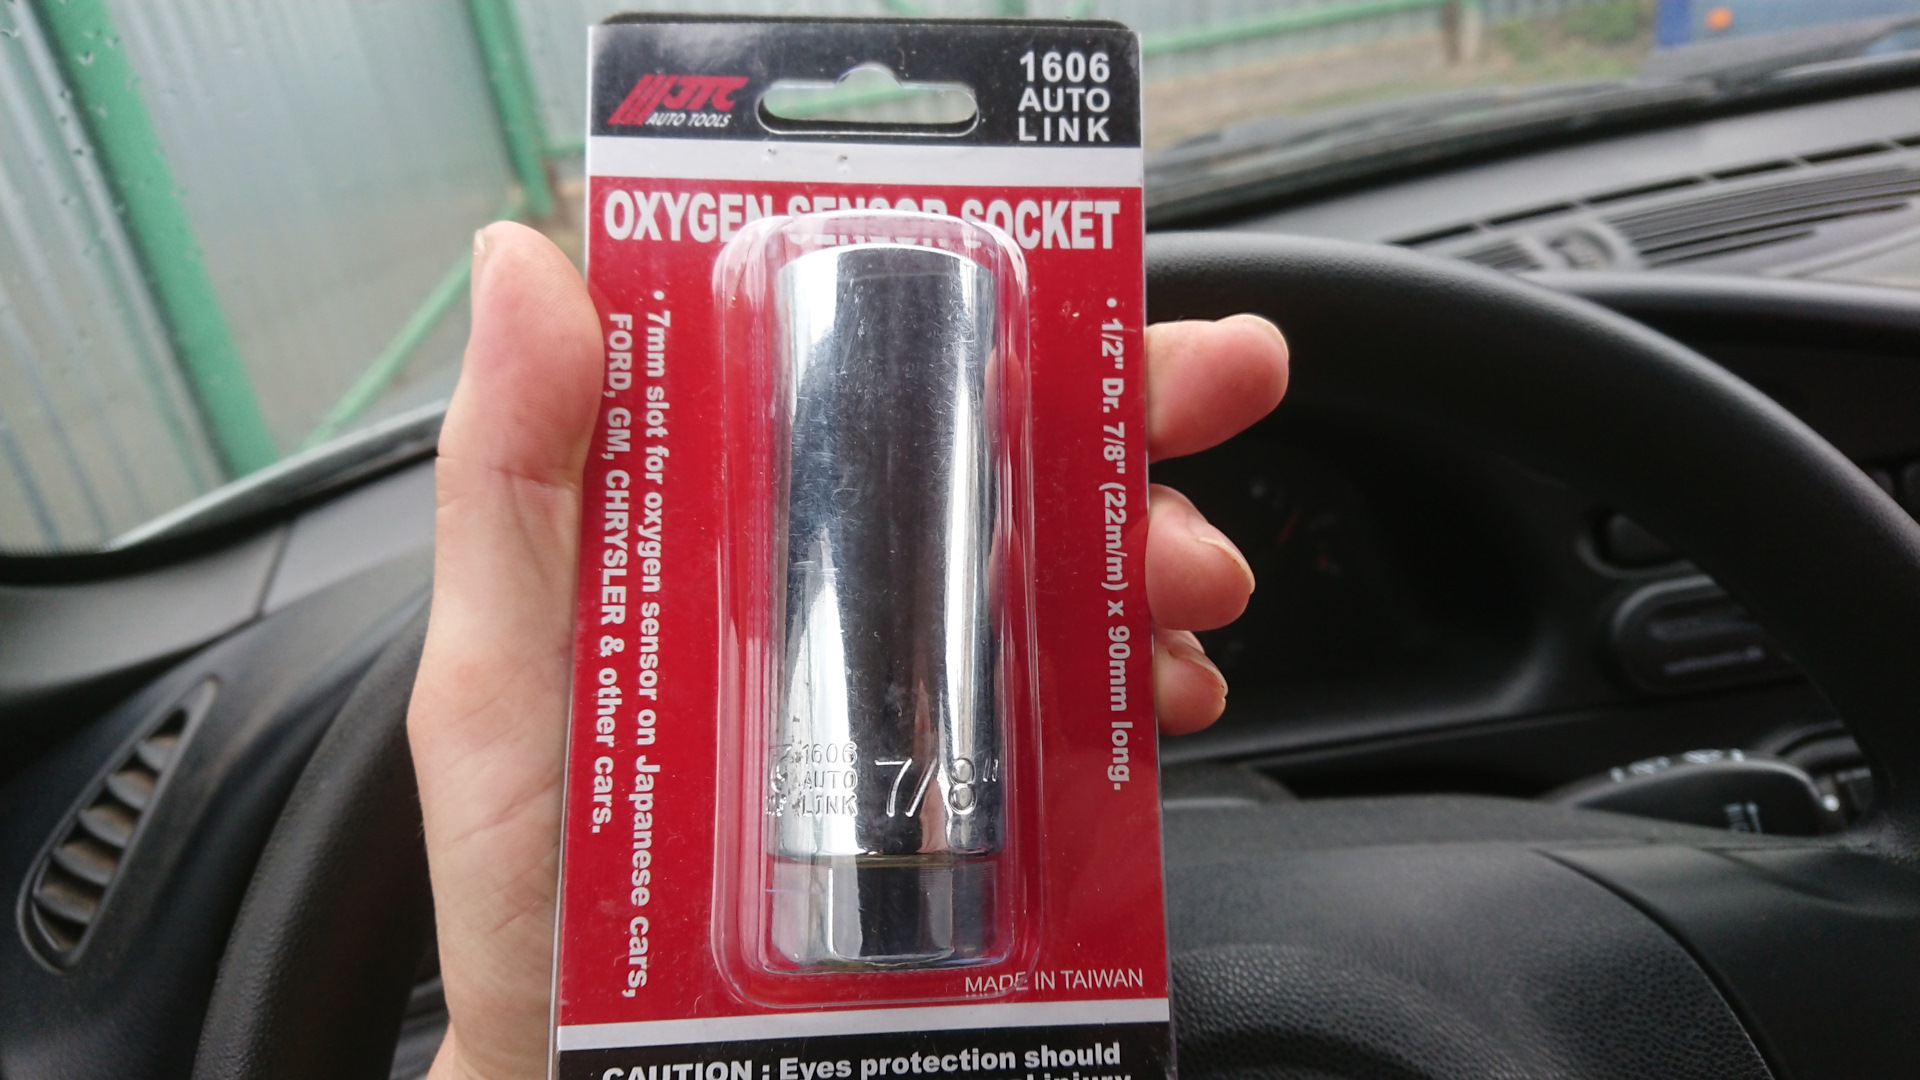 JTC
AUTO TOOLS
1606
AUTO
LINK
OXYGEN SENSOR SOCKET
• 7mm slot for oxygen sensor on Japanese cars,
FORD, GM, CHRYSLER & other cars.
• 1/2" Dr. 7/8" (22m/m) x 90mm long.
1606
AUTO
LINK
7/8"
MADE IN TAIWAN
CAUTION : Eyes protection should